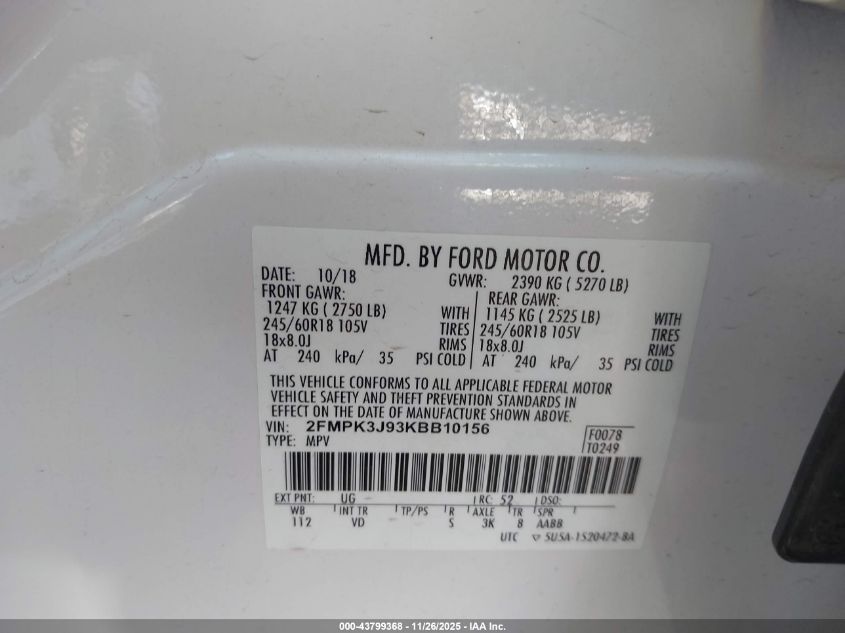 MFD. BY FORD MOTOR CO.
DATE: 10/18 GVWR: 2390 KG ( 5270 LB)
FRONT GAWR: REAR GAWR:
1247 KG ( 2750 LB) WITH 1145 KG ( 2525 LB) WITH
245/60R18 105V TIRES 245/60R18 105V TIRES
18x8.0J RIMS 18x8.0J RIMS
AT 240 kPa/ 35 PSI COLD AT 240 kPa/ 35 PSI COLD
THIS VEHICLE CONFORMS TO ALL APPLICABLE FEDERAL MOTOR
VEHICLE SAFETY AND THEFT PREVENTION STANDARDS IN
EFFECT ON THE DATE OF MANUFACTURE SHOWN ABOVE.
VIN: 2FMPK3J93KBB10156 F0078
TYPE: MPV T0249
EXT PNT: UG RC: 52 DSO:
WB INT TR TP/PS R AXLE TR SPR
112 VD S 3K 8 AABB
UTC 5U5A-1520472-BA
000-43799368 - 11/26/2025 - IAA Inc.